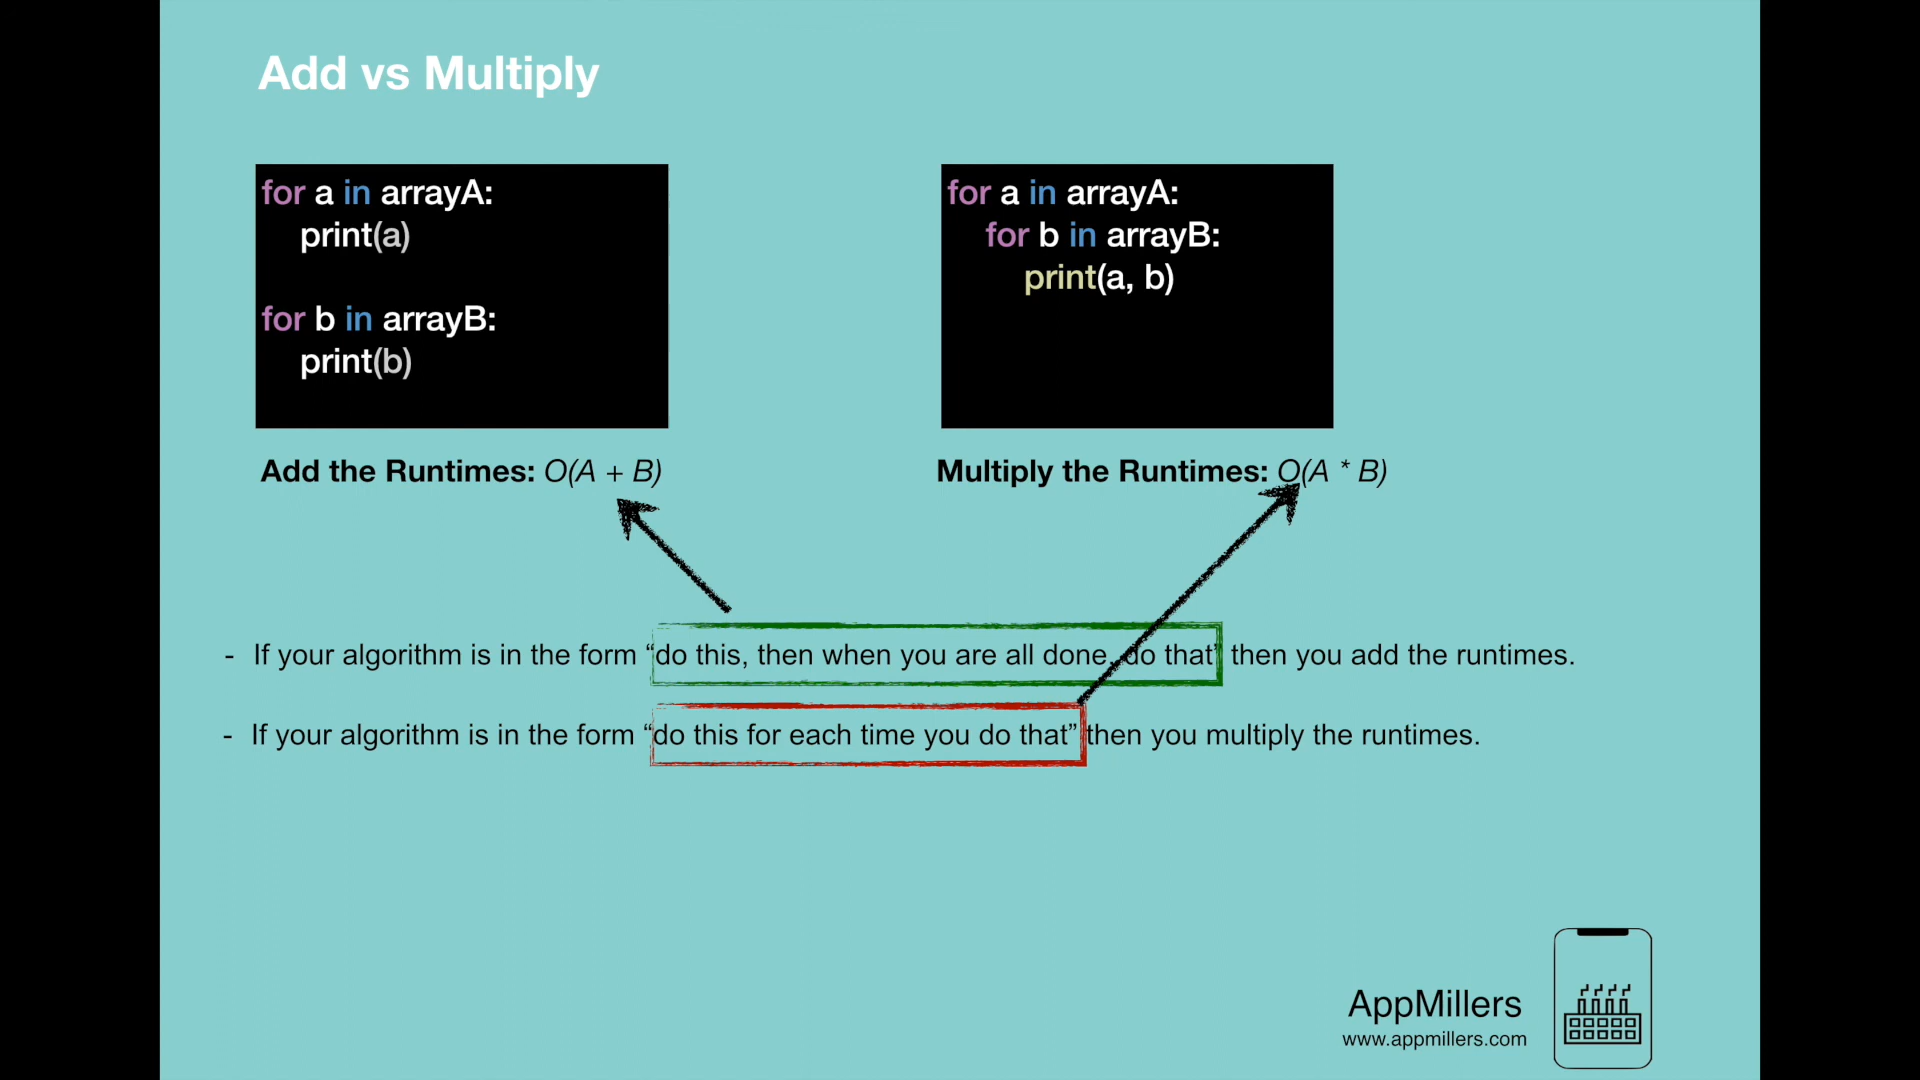 Add vs Multiply
for a in arrayA:
print(a)
for b in arrayB:
print(b)
for a in arrayA:
for b in arrayB:
print(a, b)
Add the Runtimes: O(A + B)
Multiply the Runtimes: O(A * B)
- If your algorithm is in the form “do this, then when you are all done, do that” then you add the runtimes.
- If your algorithm is in the form “do this for each time you do that” then you multiply the runtimes.
AppMillers
www.appmillers.com